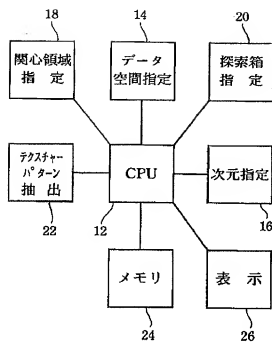 18
14
20
関心領域
指定
データ
空間指定
探索箱
指定
テクスチャー
パターン
抽出
CPU
次元指定
22
12
16
メモリ
表示
24
26